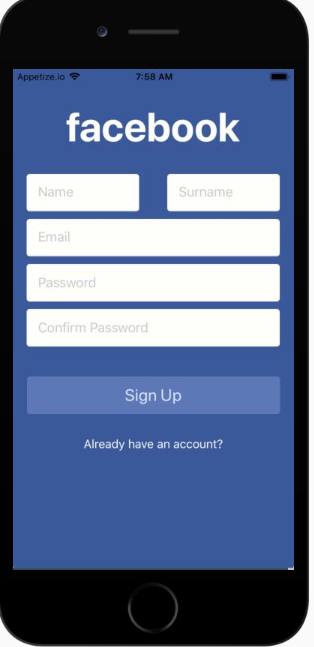 Appetize.io 7:58 AM
facebook
Name Surname
Email
Password
Confirm Password
Sign Up
Already have an account?